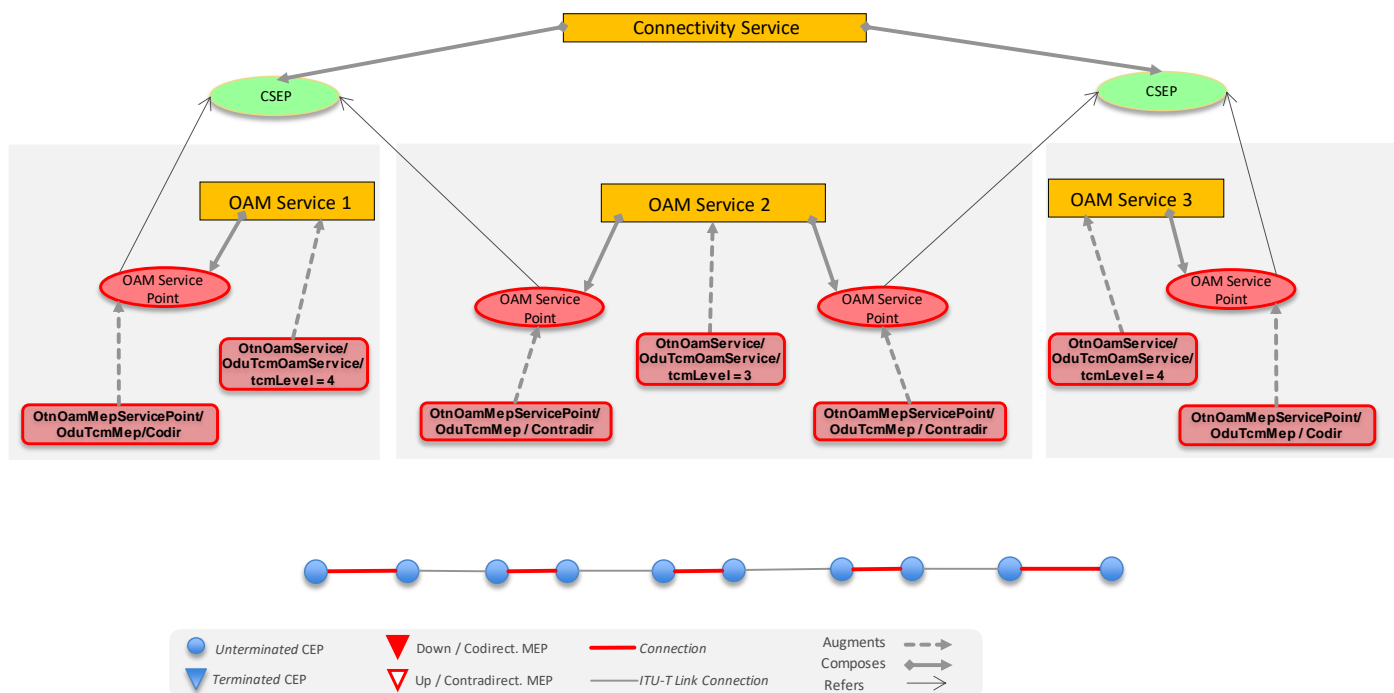 Connectivity Service
CSEP
CSEP
OAM Service 1
OAM Service
Point
OtnOamService/
OduTcmOamService/
tcmLevel = 4
OtnOamMepServicePoint/
OduTcmMep/Codir
OAM Service 2
OAM Service
Point
OAM Service
Point
OtnOamService/
OduTcmOamService/
tcmLevel = 3
OtnOamMepServicePoint/
OduTcmMep / Contradir
OtnOamMepServicePoint/
OduTcmMep / Contradir
OAM Service 3
OAM Service
Point
OtnOamService/
OduTcmOamService/
tcmLevel = 4
OtnOamMepServicePoint/
OduTcmMep / Codir
Unterminated CEP
Terminated CEP
Down / Codirect. MEP
Up / Contradirect. MEP
Connection
ITU-T Link Connection
Augments
Composes
Refers